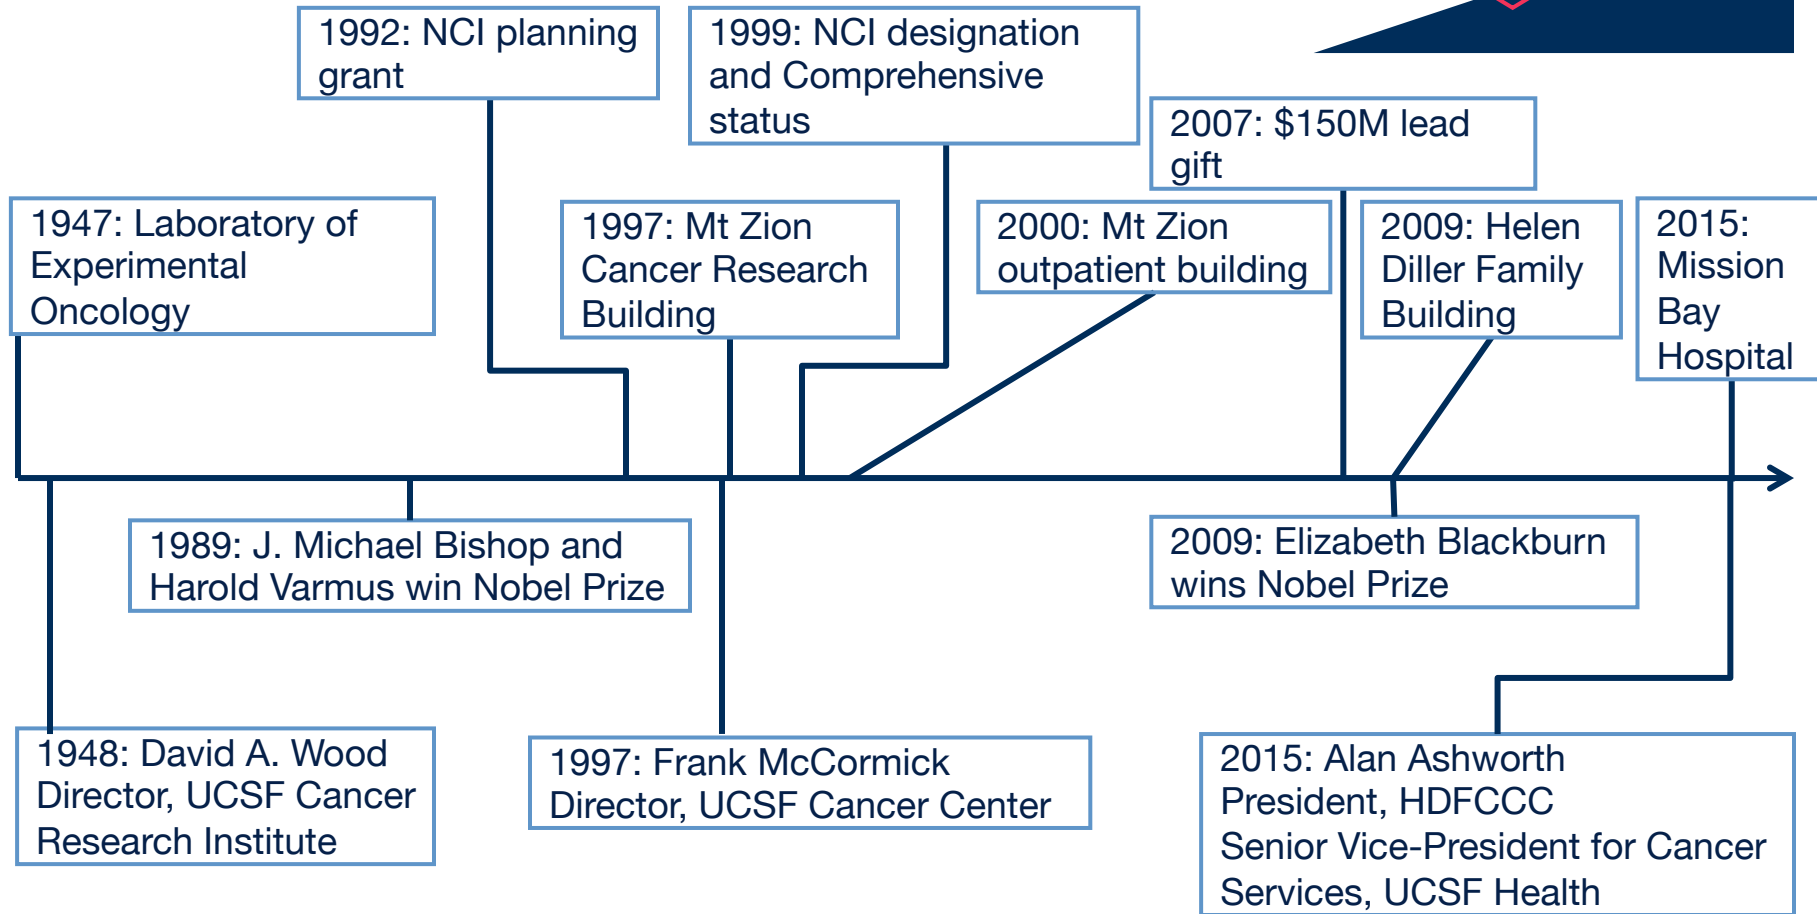 1992: NCI planning
grant
1999: NCI designation
and Comprehensive
status
2007: $150M lead
gift
1947: Laboratory of
Experimental
Oncology
1997: Mt Zion
Cancer Research
Building
2000: Mt Zion
outpatient building
2009: Helen
Diller Family
Building
2015:
Mission
Bay
Hospital
1989: J. Michael Bishop and
Harold Varmus win Nobel Prize
2009: Elizabeth Blackburn
wins Nobel Prize
1948: David A. Wood
Director, UCSF Cancer
Research Institute
1997: Frank McCormick
Director, UCSF Cancer Center
2015: Alan Ashworth
President, HDFCCC
Senior Vice-President for Cancer
Services, UCSF Health